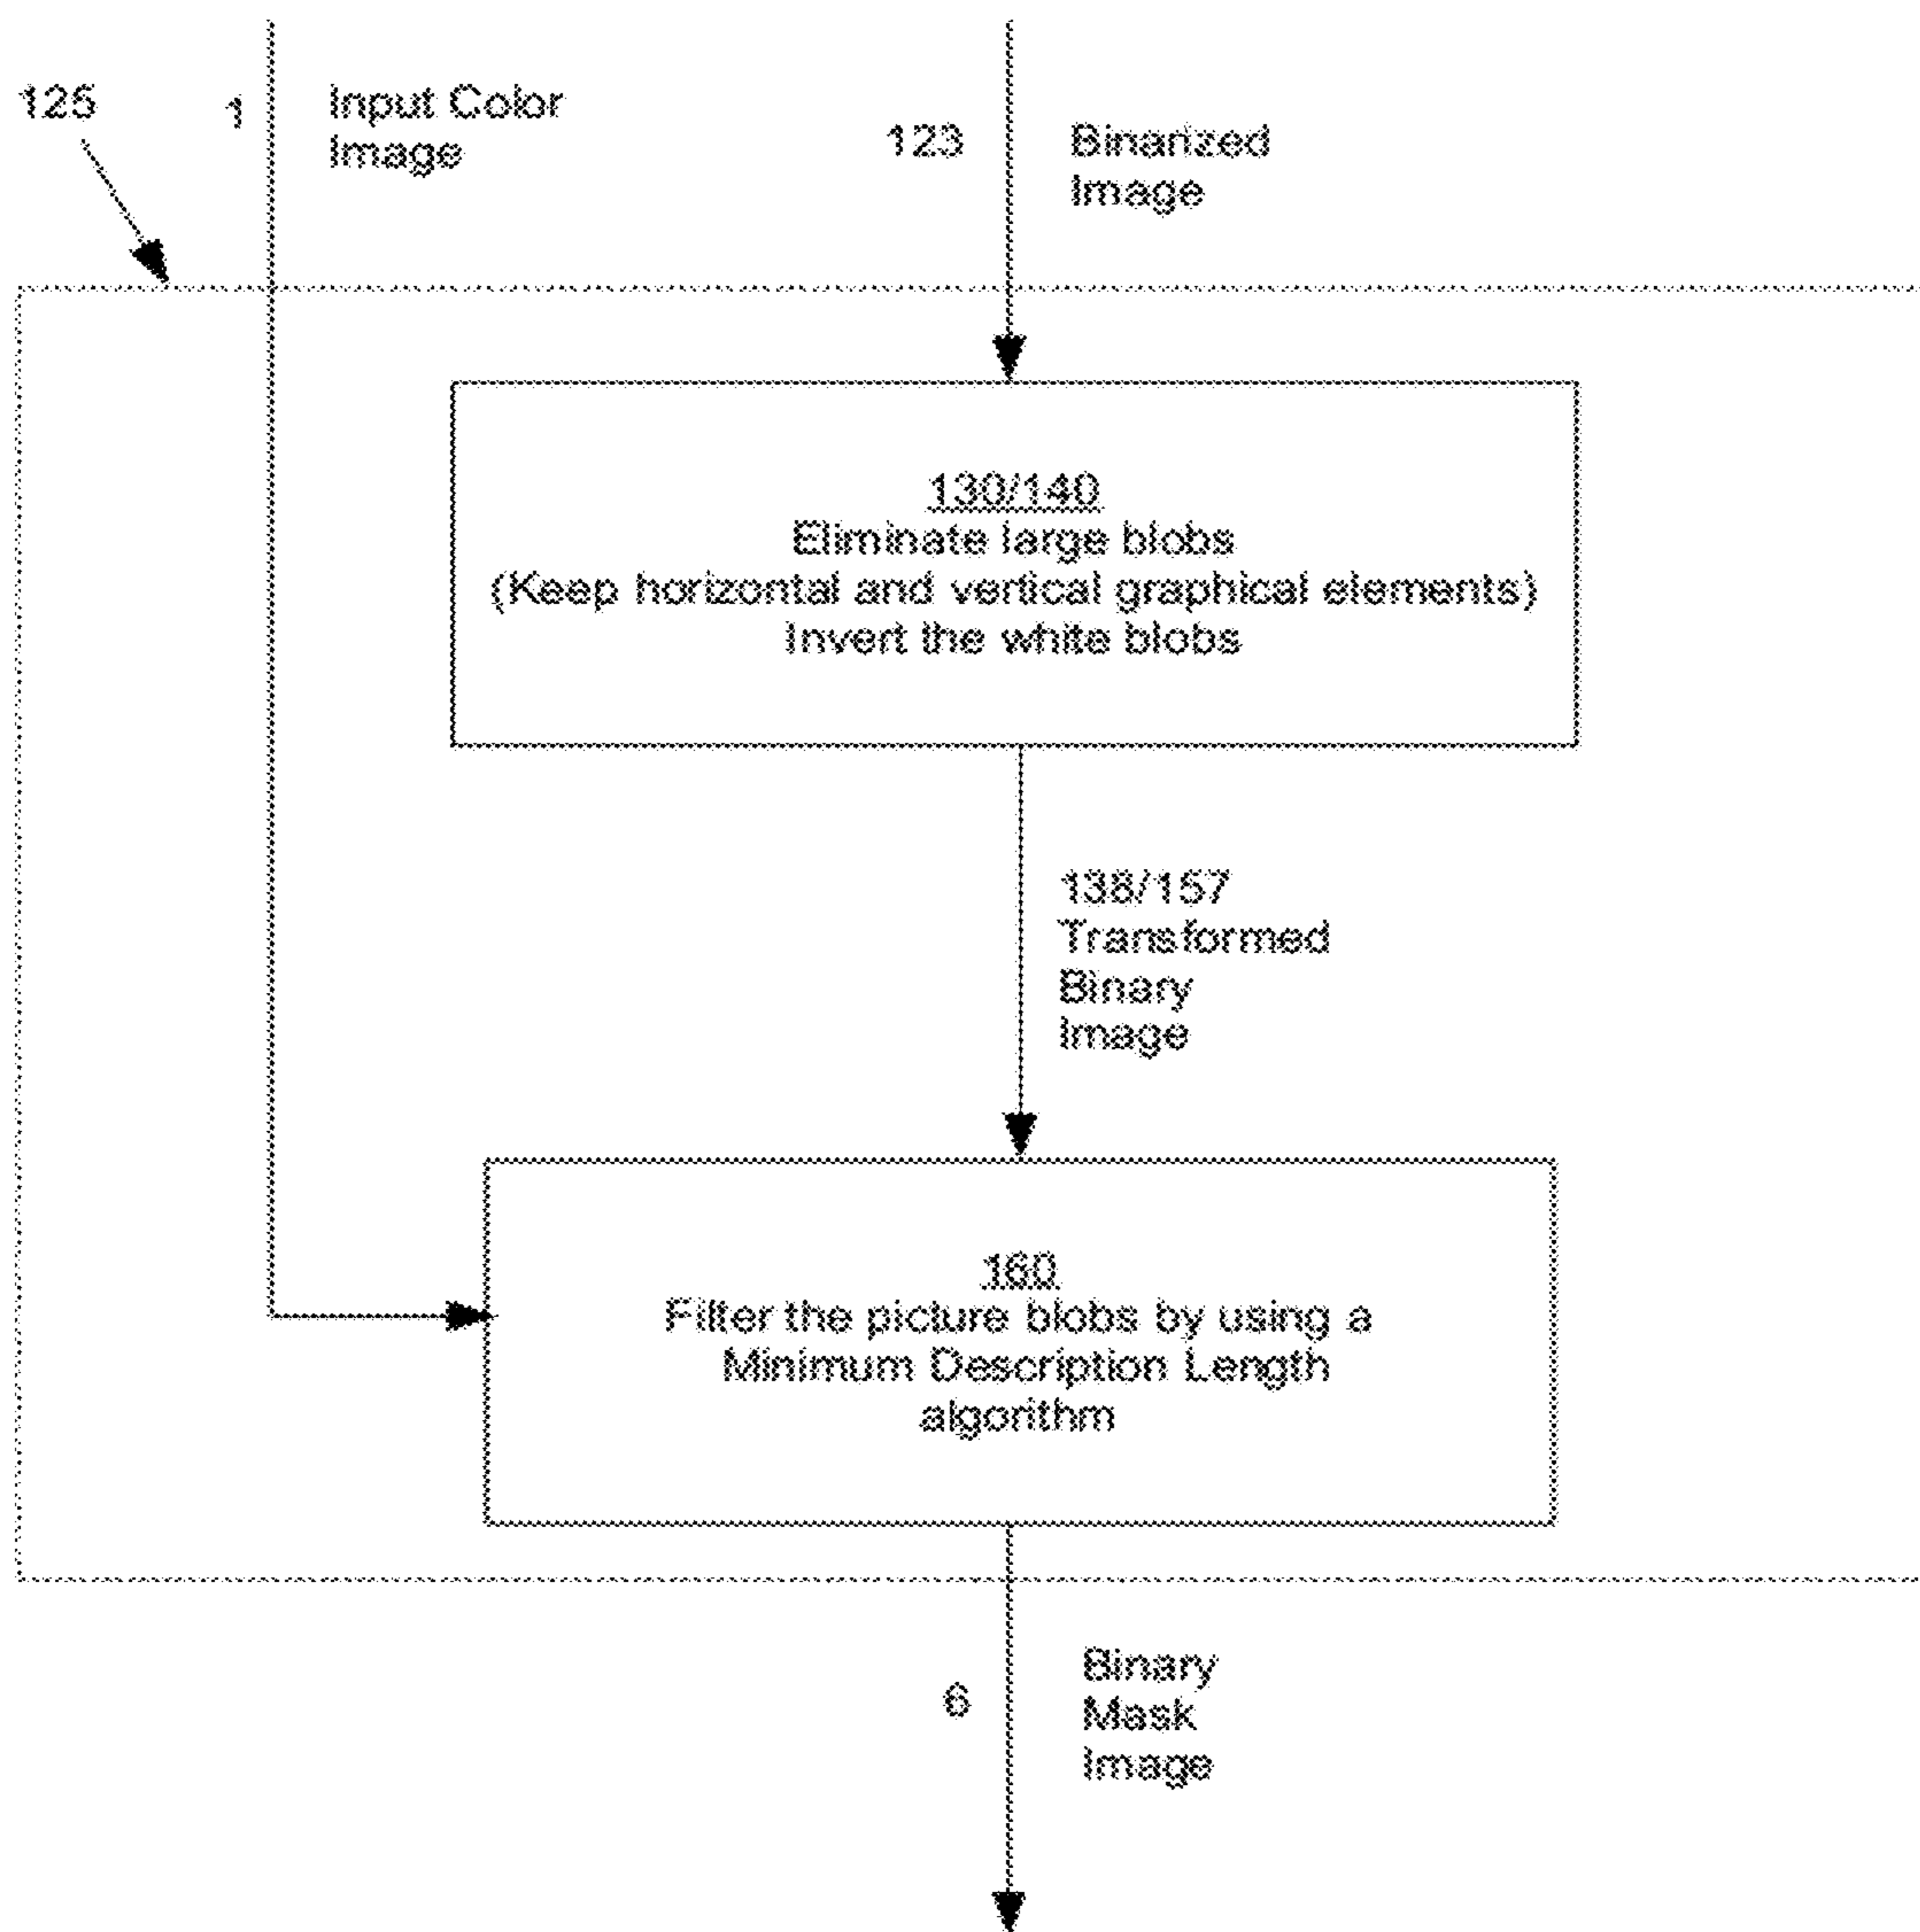 125
1
Input Color
Image
123
Binarized
Image
130/140
Eliminate large blobs
(Keep horizontal and vertical graphical elements)
Invert the white blobs
138/157
Transformed
Binary
Image
160
Filter the picture blobs by using a
Minimum Description Length
algorithm
6
Binary
Mask
Image